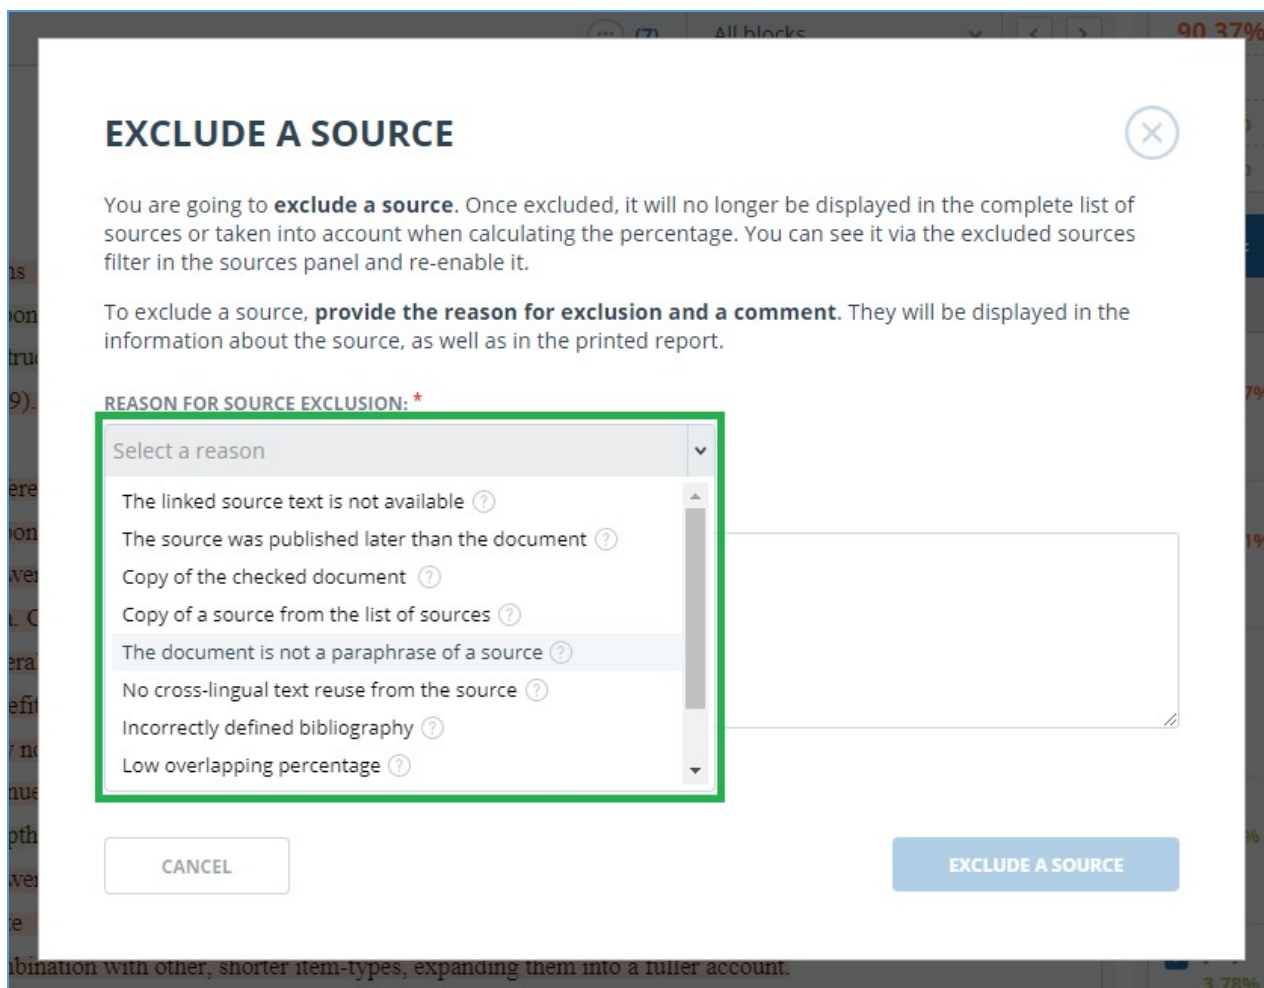 (7)
All blocks
90.37%
EXCLUDE A SOURCE
You are going to exclude a source. Once excluded, it will no longer be displayed in the complete list of
sources or taken into account when calculating the percentage. You can see it via the excluded sources
filter in the sources panel and re-enable it.
To exclude a source, provide the reason for exclusion and a comment. They will be displayed in the
information about the source, as well as in the printed report.
REASON FOR SOURCE EXCLUSION: *
Select a reason
The linked source text is not available ?
The source was published later than the document ?
Copy of the checked document ?
Copy of a source from the list of sources ?
The document is not a paraphrase of a source ?
No cross-lingual text reuse from the source ?
Incorrectly defined bibliography ?
Low overlapping percentage ?
CANCEL
EXCLUDE A SOURCE
with other, shorter item-types, expanding them into a fuller account.
3.78%